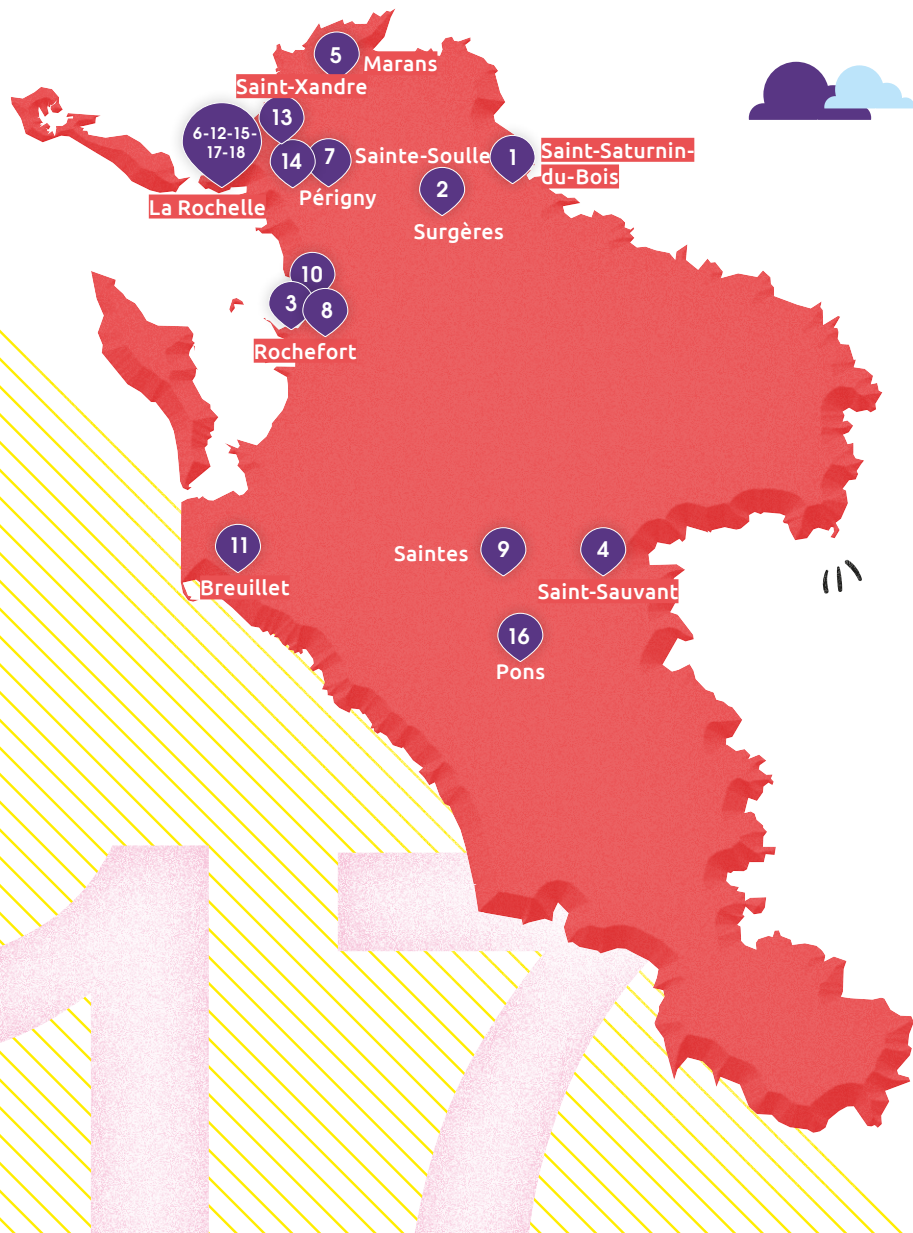 5
Marans
Saint-Xandre
13
6-12-15-
17-18
14
7
Sainte-Soulle
1
Saint-Saturnin-
du-Bois
2
La Rochelle
Périgny
Surgères
10
3
8
Rochefort
11
Breuillet
Saintes
9
4
Saint-Sauvant
16
Pons
17